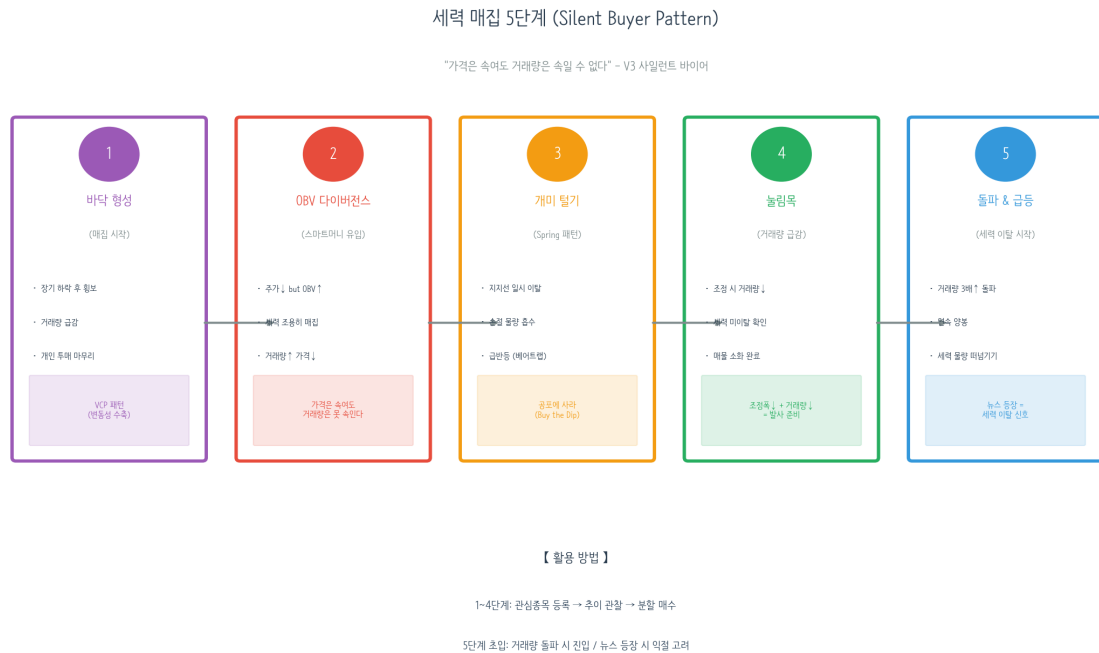 세력 매집 5단계 (Silent Buyer Pattern)
"가격은 속여도 거래량은 속일 수 없다" - V3 사일런트 바이어
1
바닥 형성
(매집 시작)
· 장기 하락 후 횡보
· 거래량 급감
· 개인 투매 마무리
VCP 패턴
(변동성 수축)
2
OBV 다이버전스
(스마트머니 유입)
· 주가↓ but OBV↑
· 세력 조용히 매집
· 거래량↑ 가격↓
가격은 속여도
거래량은 못 속인다
3
개미 털기
(Spring 패턴)
· 지지선 일시 이탈
· 손절 물량 흡수
· 급반등 (베어트랩)
공포에 사라
(Buy the Dip)
4
눌림목
(거래량 급감)
· 조정 시 거래량↓
· 세력 미이탈 확인
· 매물 소화 완료
조정폭↓ + 거래량↓
= 발사 준비
5
돌파 & 급등
(세력 이탈 시작)
· 거래량 3배↑ 돌파
· 연속 양봉
· 세력 물량 떠넘기기
뉴스 등장 =
세력 이탈 신호
【 활용 방법 】
1~4단계: 관심종목 등록 → 추이 관찰 → 분할 매수
5단계 초입: 거래량 돌파 시 진입 / 뉴스 등장 시 익절 고려